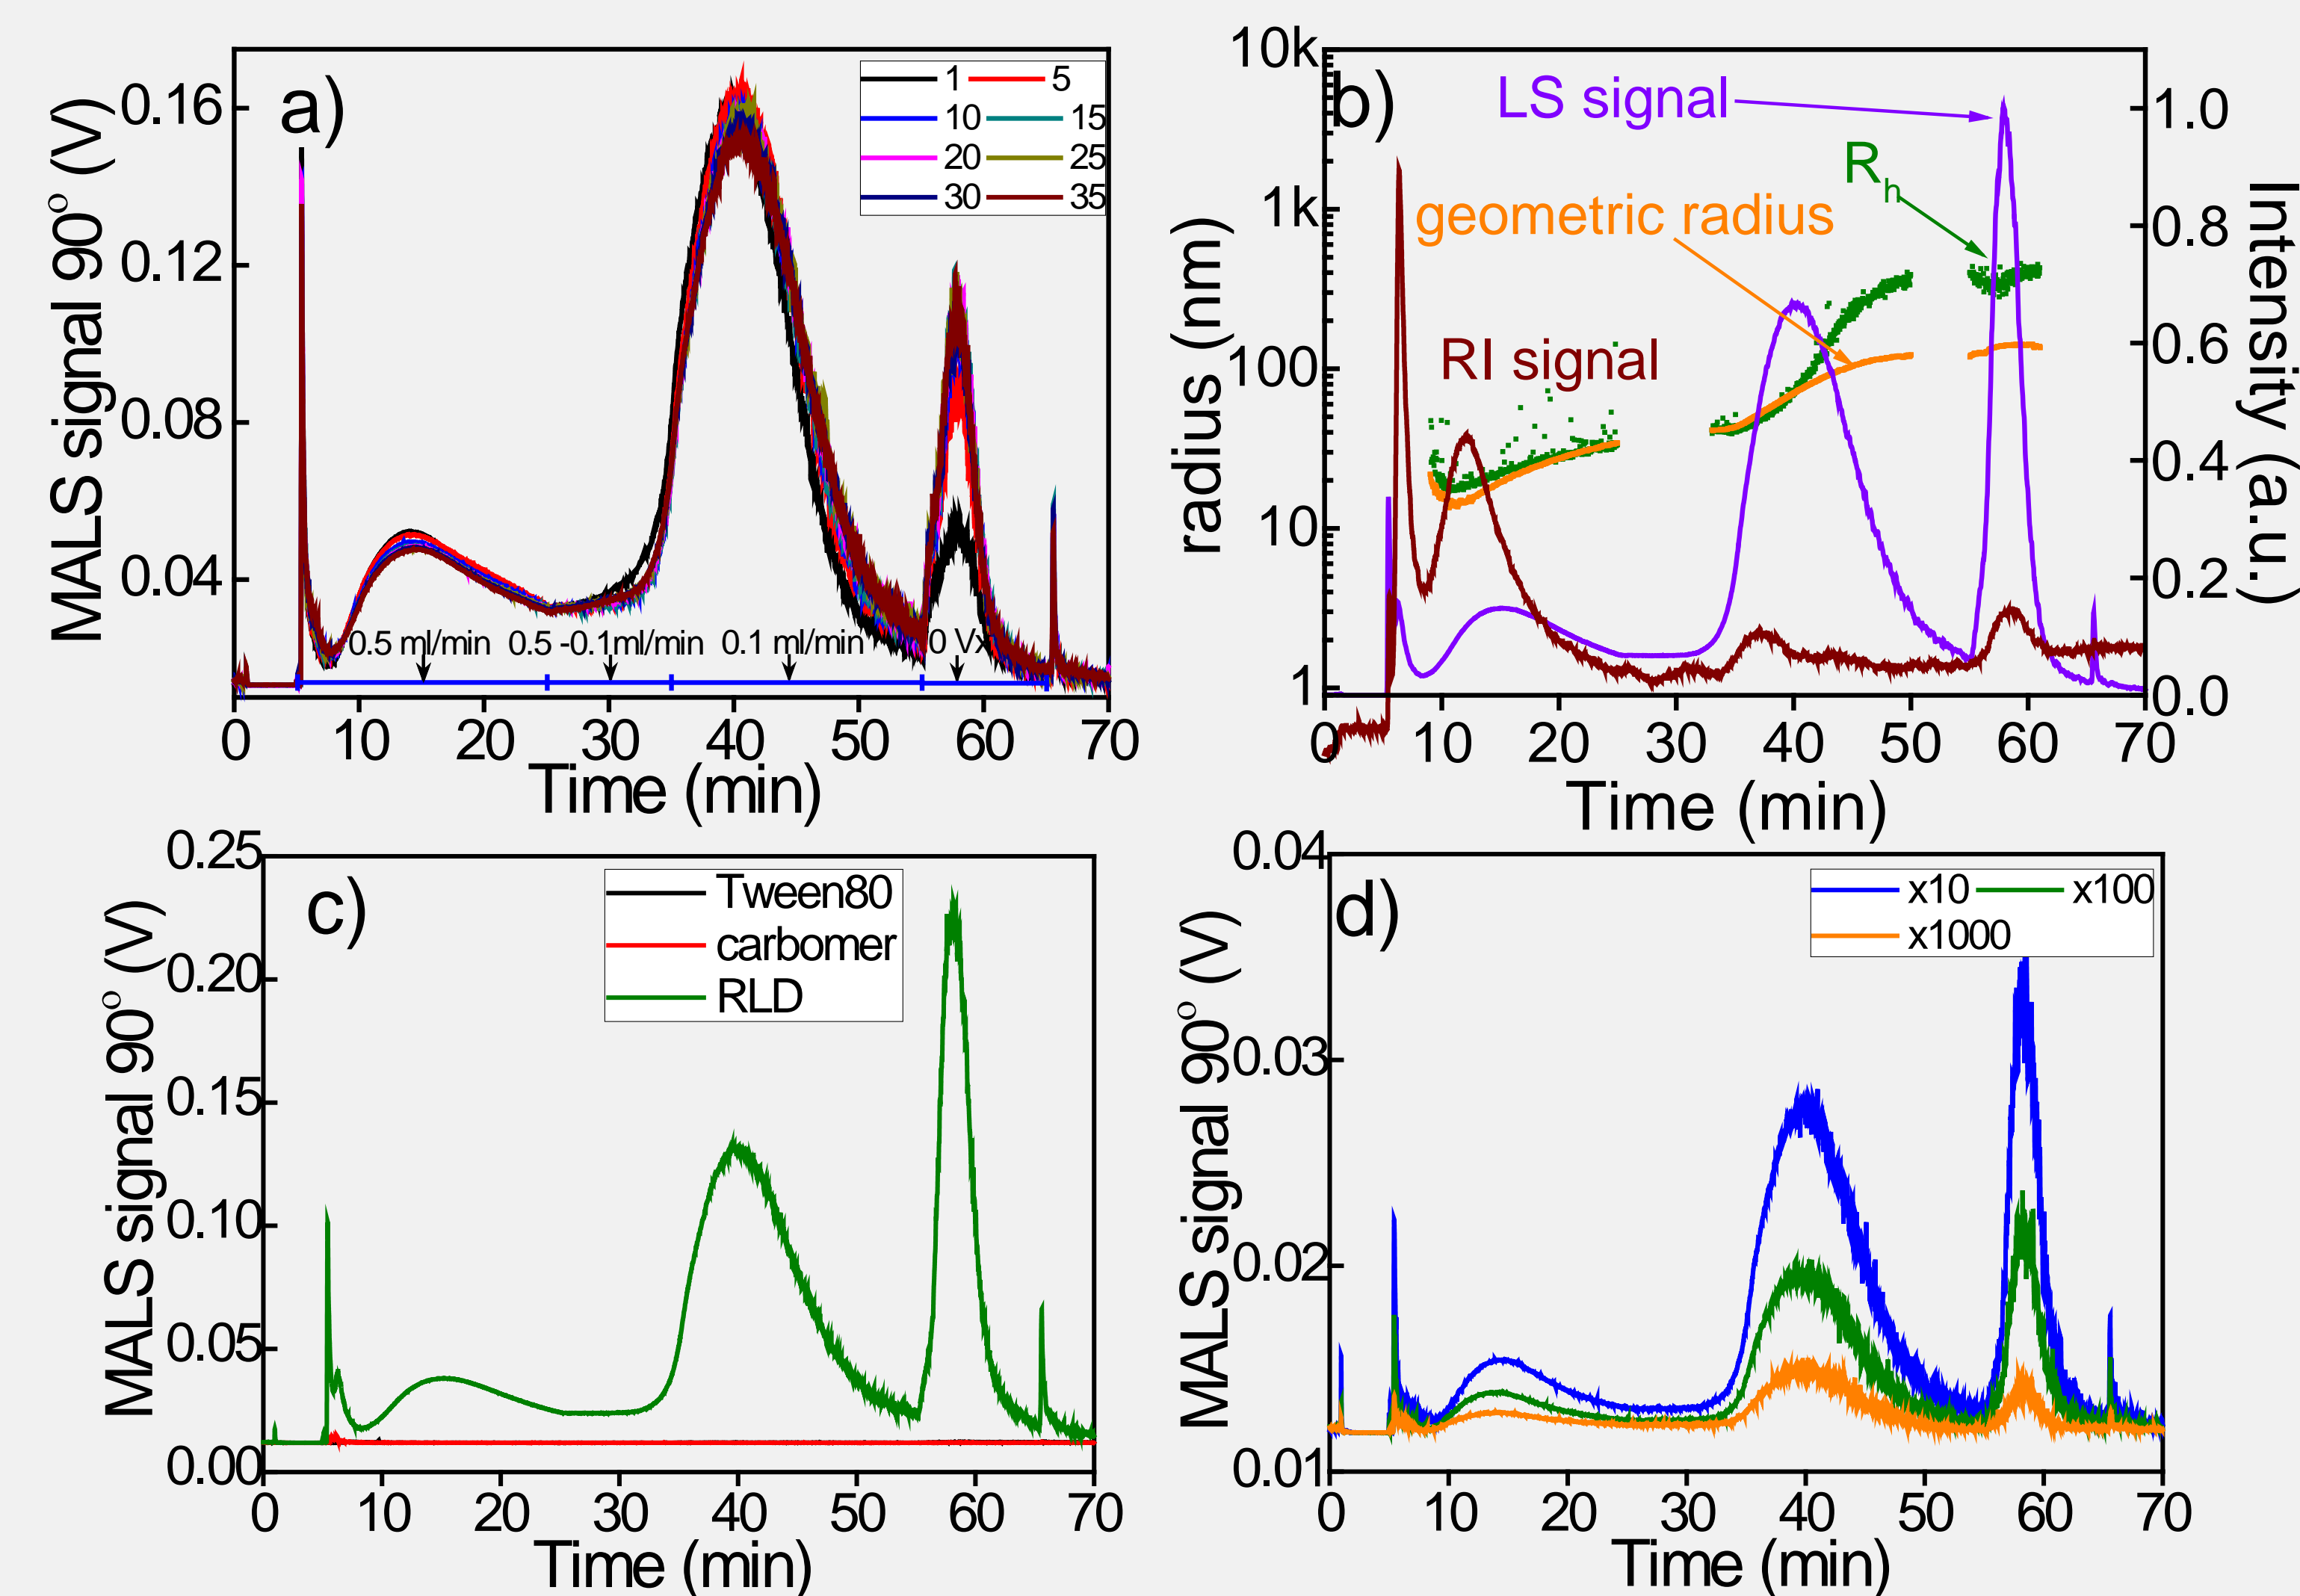 a)
MALS signal 90° (V)
0.16
0.12
0.08
0.04
1 5
10 15
20 25
30 35
0.5 ml/min 0.5 -0.1ml/min 0.1 ml/min 0 Vx
0 10 20 30 40 50 60 70
Time (min)
b)
radius (nm)
10k
1k
100
10
1
LS signal
Rh
geometric radius
RI signal
1.0
0.8
0.6
0.4
0.2
0.0
Intensity (a.u.)
0 10 20 30 40 50 60 70
Time (min)
c)
MALS signal 90° (V)
0.25
0.20
0.15
0.10
0.05
0.00
Tween80
carbomer
RLD
0 10 20 30 40 50 60 70
Time (min)
d)
MALS signal 90° (V)
0.04
0.03
0.02
0.01
x10 x100
x1000
0 10 20 30 40 50 60 70
Time (min)